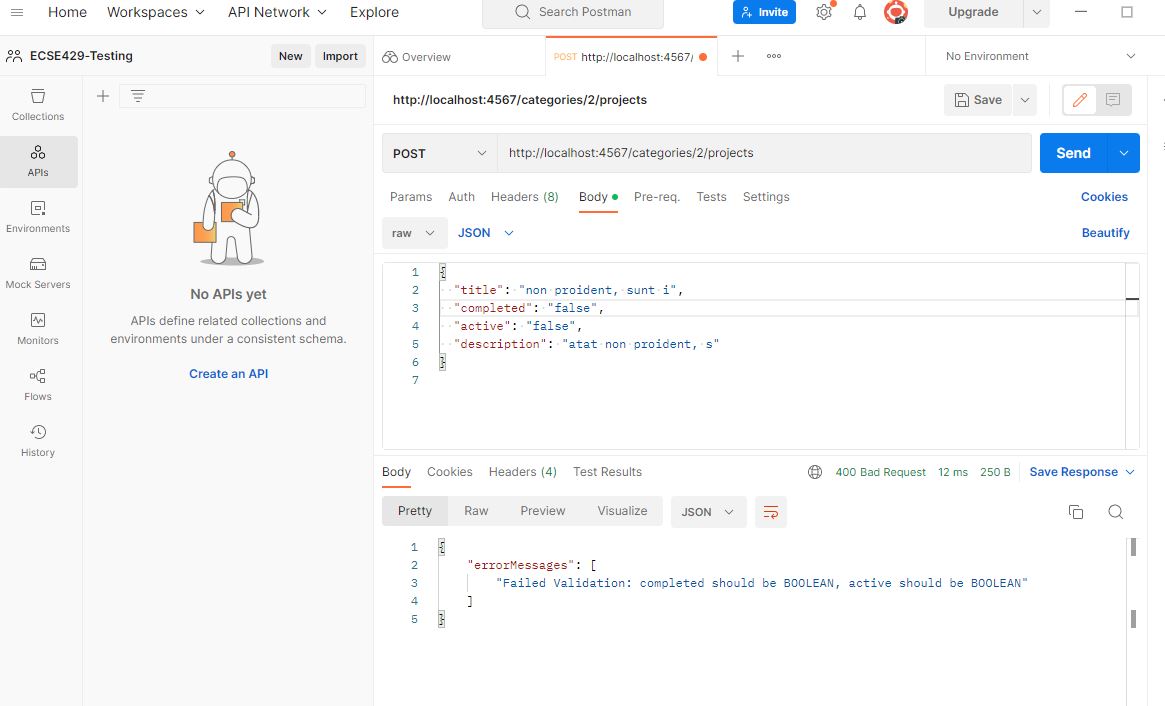 Home Workspaces API Network Explore Search Postman Invite Upgrade
ECSE429-Testing New Import Overview POST http://localhost:4567/ No Environment
http://localhost:4567/categories/2/projects Save
Collections
APIs
Environments
Mock Servers
Monitors
Flows
History
No APIs yet
APIs define related collections and
environments under a consistent schema.
Create an API
POST http://localhost:4567/categories/2/projects Send
Params Auth Headers (8) Body Pre-req. Tests Settings Cookies
raw JSON Beautify
1 {
2 "title": "non proident, sunt i",
3 "completed": "false",
4 "active": "false",
5 "description": "atat non proident, s"
6 }
7
Body Cookies Headers (4) Test Results 400 Bad Request 12 ms 250 B Save Response
Pretty Raw Preview Visualize JSON
1 {
2 "errorMessages": [
3 "Failed Validation: completed should be BOOLEAN, active should be BOOLEAN"
4 ]
5 }